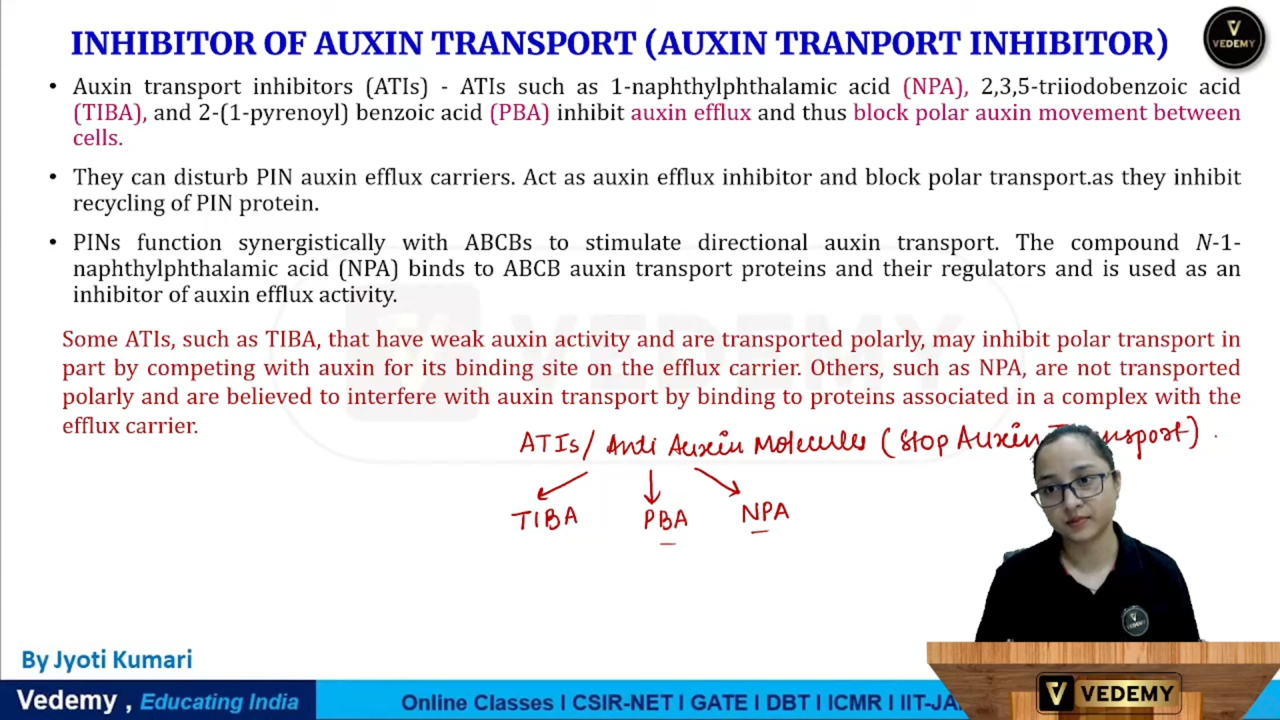 INHIBITOR OF AUXIN TRANSPORT (AUXIN TRANPORT INHIBITOR)
V
VEDEMY
• Auxin transport inhibitors (ATIs) - ATIs such as 1-naphthylphthalamic acid (NPA), 2,3,5-triiodobenzoic acid
(TIBA), and 2-(1-pyrenoyl) benzoic acid (PBA) inhibit auxin efflux and thus block polar auxin movement between
cells.
• They can disturb PIN auxin efflux carriers. Act as auxin efflux inhibitor and block polar transport.as they inhibit
recycling of PIN protein.
• PINs function synergistically with ABCBs to stimulate directional auxin transport. The compound N-1-
naphthylphthalamic acid (NPA) binds to ABCB auxin transport proteins and their regulators and is used as an
inhibitor of auxin efflux activity.
VEDEMY
Some ATIs, such as TIBA, that have weak auxin activity and are transported polarly, may inhibit polar transport in
part by competing with auxin for its binding site on the efflux carrier. Others, such as NPA, are not transported
polarly and are believed to interfere with auxin transport by binding to proteins associated in a complex with the
efflux carrier.
ATIs/ Anti Auxin Molecules (Stop Auxin Transport) .
TIBA PBA NPA
VEDEMY
By Jyoti Kumari
Vedemy , Educating India
Online Classes I CSIR-NET I GATE I DBT I ICMR I IIT-JA
V VEDEMY